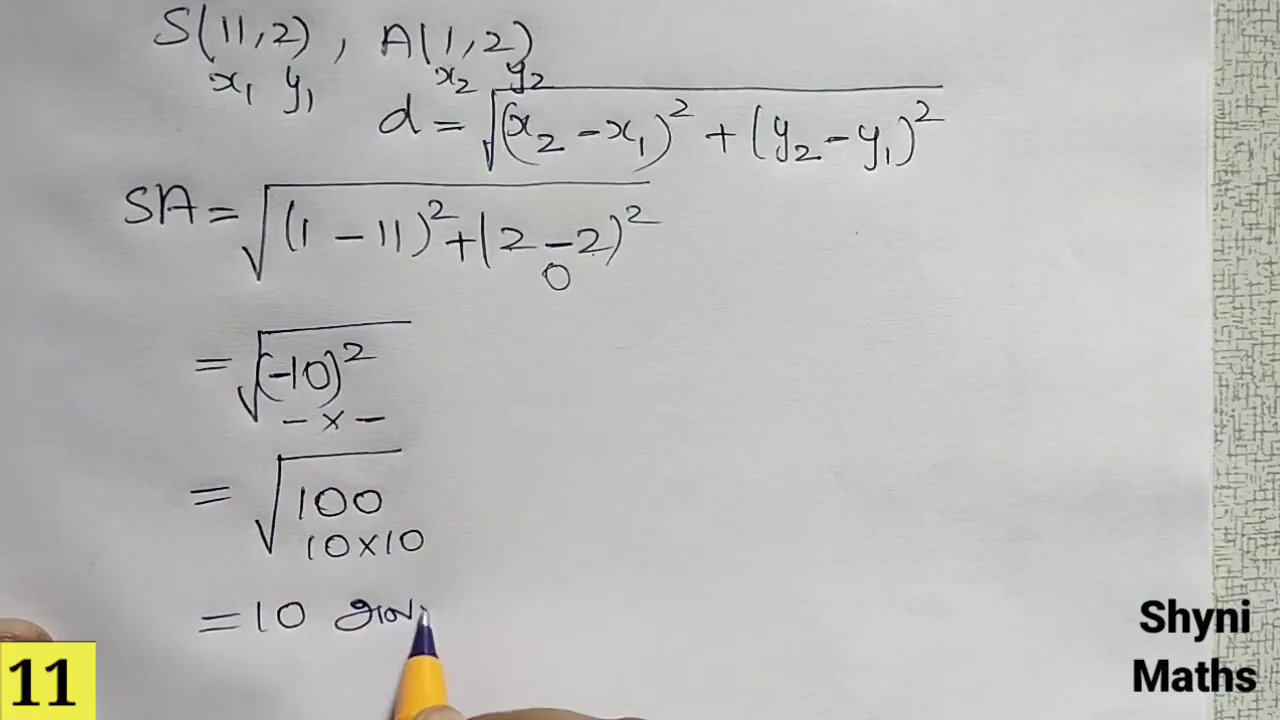 S(11,2), A(1,2)
x₁ y₁ x₂ y₂
d = √(x₂ - x₁)² + (y₂ - y₁)²
SA = √(1 - 11)² + (2 - 2)²
0
= √(-10)²
- × -
= √100
10×10
= 10
11
Shyni
Maths